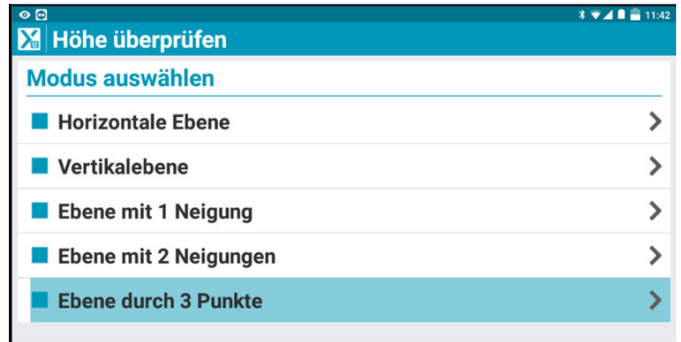 11:42
Höhe überprüfen
Modus auswählen
Horizontale Ebene
Vertikalebene
Ebene mit 1 Neigung
Ebene mit 2 Neigungen
Ebene durch 3 Punkte